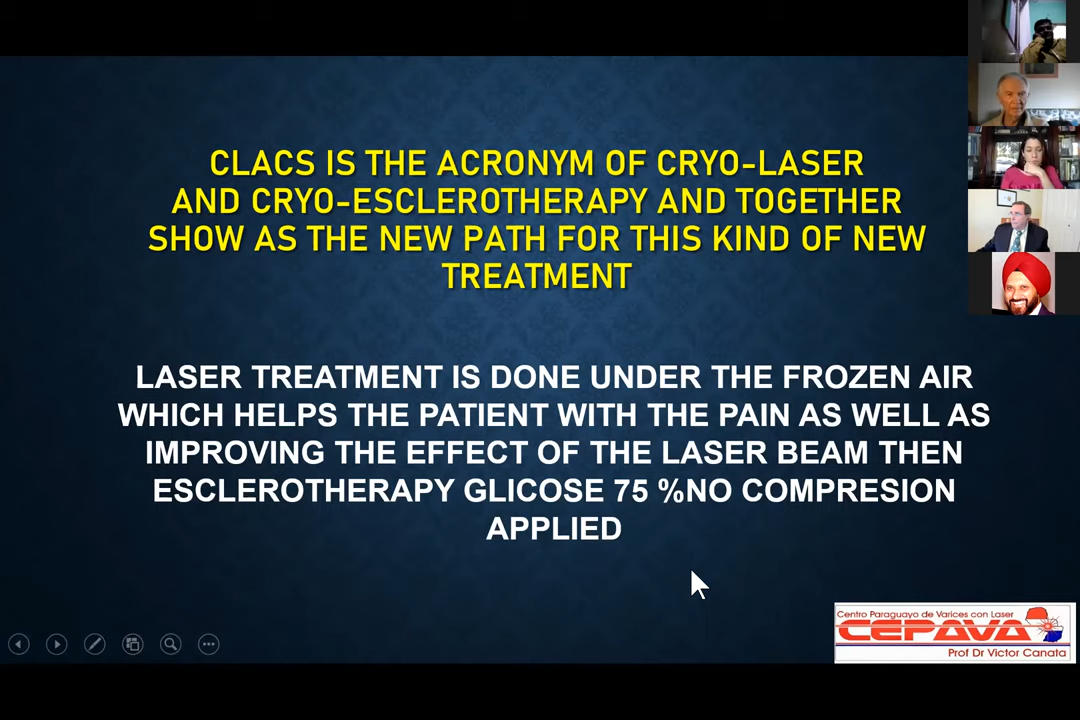 CLACS IS THE ACRONYM OF CRYO-LASER
AND CRYO-ESCLEROTHERAPY AND TOGETHER
SHOW AS THE NEW PATH FOR THIS KIND OF NEW
TREATMENT
LASER TREATMENT IS DONE UNDER THE FROZEN AIR
WHICH HELPS THE PATIENT WITH THE PAIN AS WELL AS
IMPROVING THE EFFECT OF THE LASER BEAM THEN
ESCLEROTHERAPY GLICOSE 75 %NO COMPRESION
APPLIED
Centro Paraguayo de Varices con Laser
CEPAVA
Prof Dr Victor Canata